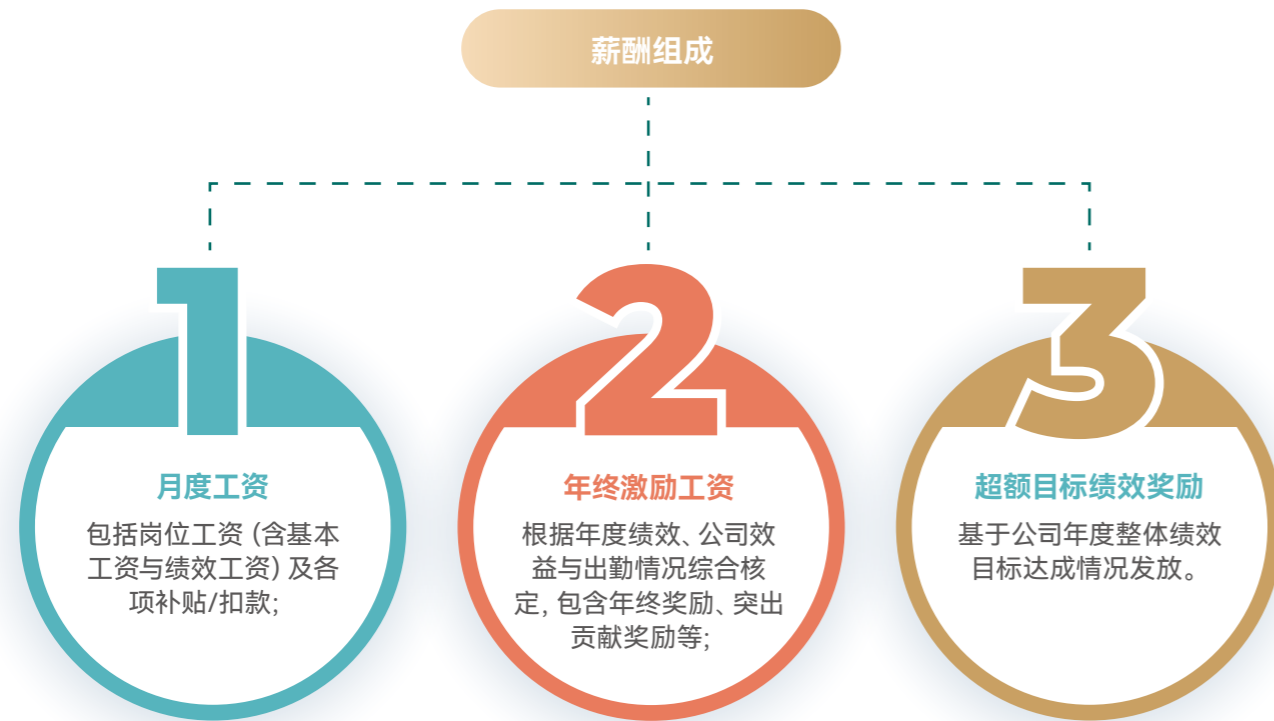 薪酬组成
1
月度工资
包括岗位工资 (含基本
工资与绩效工资) 及各
项补贴/扣款;
2
年终激励工资
根据年度绩效、公司效
益与出勤情况综合核
定, 包含年终奖励、突出
贡献奖励等;
3
超额目标绩效奖励
基于公司年度整体绩效
目标达成情况发放。